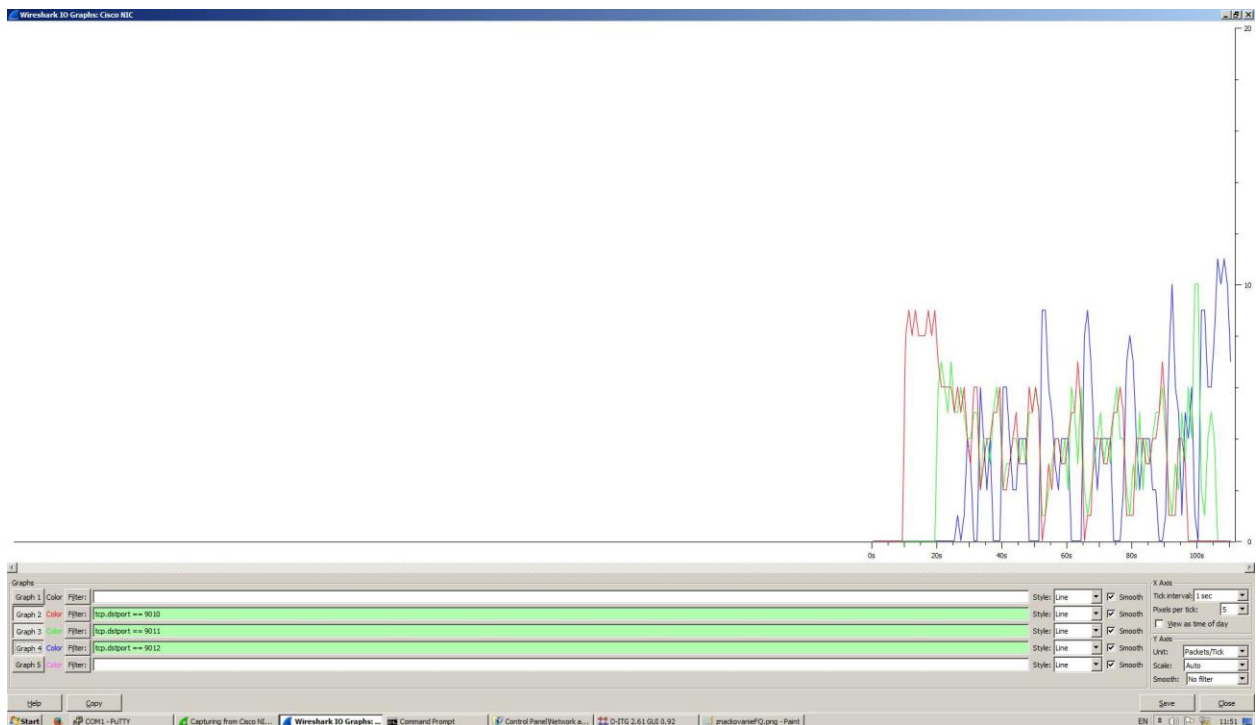 Wireshark IO Graphs: Cisco NIC
20
10
0
0s 20s 40s 60s 80s 100s
Graphs
X Axis
Graph 1 Color Filter: Style: Line Smooth
Tick interval: 1 sec
Graph 2 Color Filter: tcp.dstport == 9010 Style: Line Smooth
Pixels per tick: 5
Graph 3 Color Filter: tcp.dstport == 9011 Style: Line Smooth
View as time of day
Graph 4 Color Filter: tcp.dstport == 9012 Style: Line Smooth
Y Axis
Unit: Packets/Tick
Graph 5 Color Filter: Style: Line Smooth
Scale: Auto
Smooth: No filter
Help Copy Save Close
Start COM1 - PuTTY Capturing from Cisco NI... Wireshark IO Graphs: ... Command Prompt Control Panel\Network a... D-ITG 2.61 GUI 0.92 znackovanieFQ.png - Paint EN 11:51